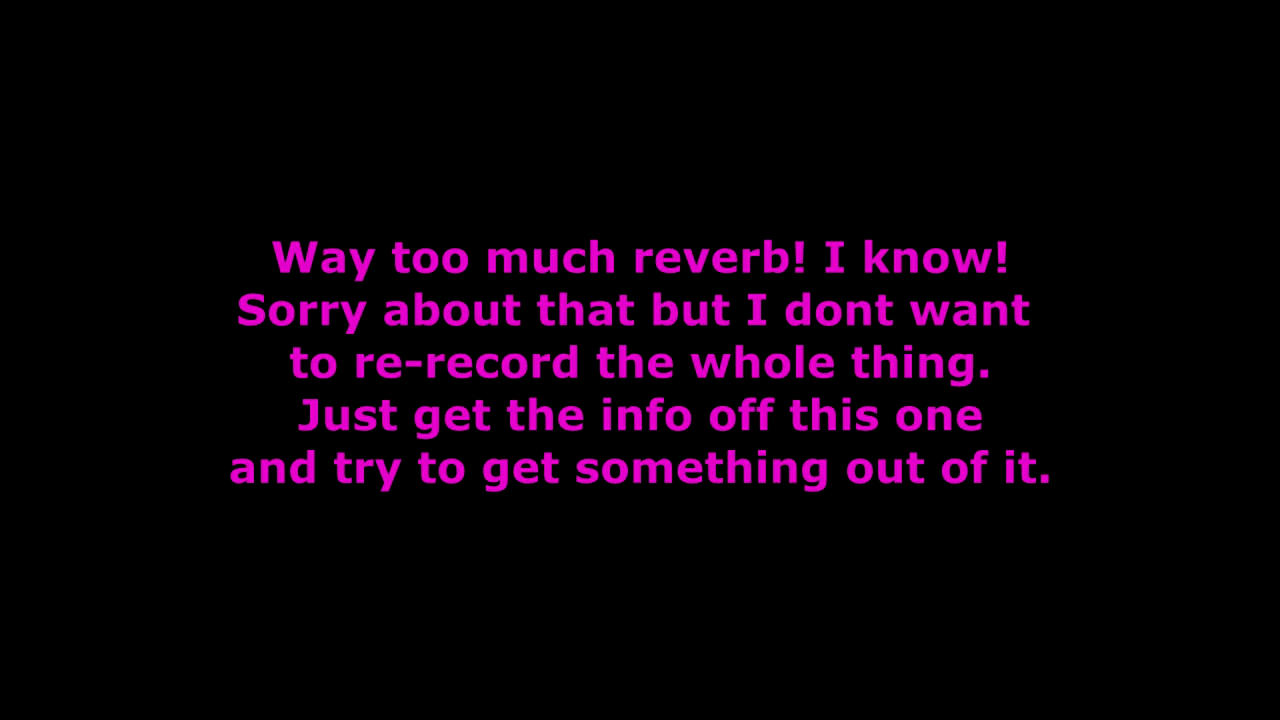 Way too much reverb! I know!
Sorry about that but I dont want
to re-record the whole thing.
Just get the info off this one
and try to get something out of it.